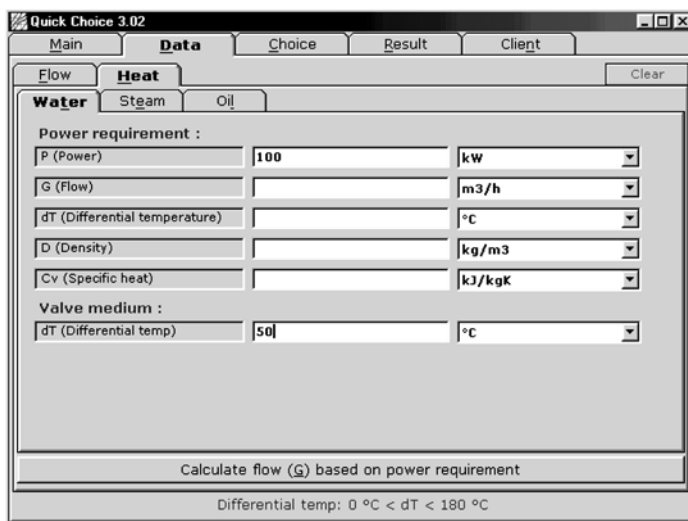 Quick Choice 3.02
Main Data Choice Result Client
Flow Heat Clear
Water Steam Oil
Power requirement :
P (Power) 100 kW
G (Flow) m3/h
dT (Differential temperature) °C
D (Density) kg/m3
Cv (Specific heat) kJ/kgK
Valve medium :
dT (Differential temp) 50 °C
Calculate flow (G) based on power requirement
Differential temp: 0 °C < dT < 180 °C